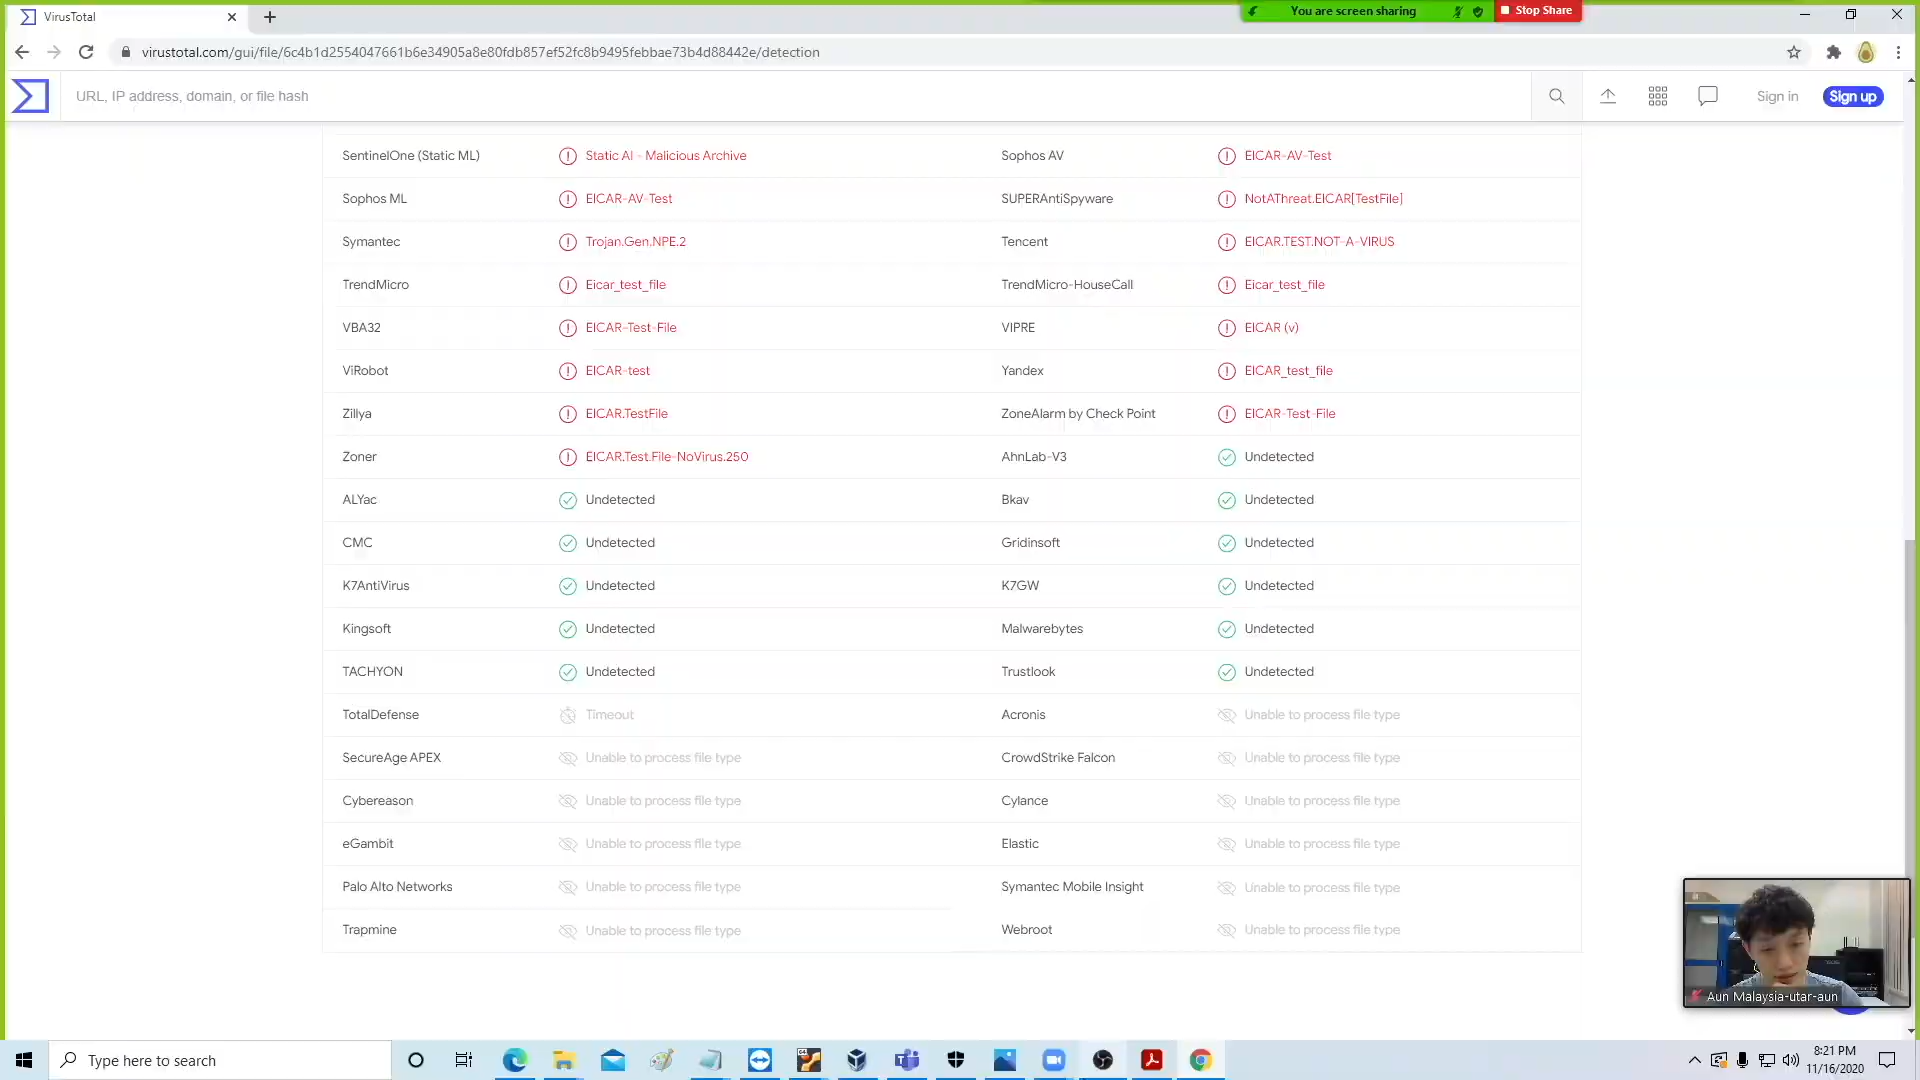 VirusTotal
You are screen sharing
Stop Share
virustotal.com/gui/file/6c4b1d2554047661b6e34905a8e80fdb857ef52fc8b9495febbae73b4d88442e/detection
URL, IP address, domain, or file hash
Sign in
Sign up
SentinelOne (Static ML) Static AI - Malicious Archive Sophos AV EICAR-AV-Test
Sophos ML EICAR-AV-Test SUPERAntiSpyware NotAThreat.EICAR[TestFile]
Symantec Trojan.Gen.NPE.2 Tencent EICAR.TEST.NOT-A-VIRUS
TrendMicro Eicar_test_file TrendMicro-HouseCall Eicar_test_file
VBA32 EICAR-Test-File VIPRE EICAR (v)
ViRobot EICAR-test Yandex EICAR_test_file
Zillya EICAR.TestFile ZoneAlarm by Check Point EICAR-Test-File
Zoner EICAR.Test.File-NoVirus.250 AhnLab-V3 Undetected
ALYac Undetected Bkav Undetected
CMC Undetected Gridinsoft Undetected
K7AntiVirus Undetected K7GW Undetected
Kingsoft Undetected Malwarebytes Undetected
TACHYON Undetected Trustlook Undetected
TotalDefense Timeout Acronis Unable to process file type
SecureAge APEX Unable to process file type CrowdStrike Falcon Unable to process file type
Cybereason Unable to process file type Cylance Unable to process file type
eGambit Unable to process file type Elastic Unable to process file type
Palo Alto Networks Unable to process file type Symantec Mobile Insight Unable to process file type
Trapmine Unable to process file type Webroot Unable to process file type
Aun Malaysia-utar-aun
Type here to search
8:21 PM
11/16/2020